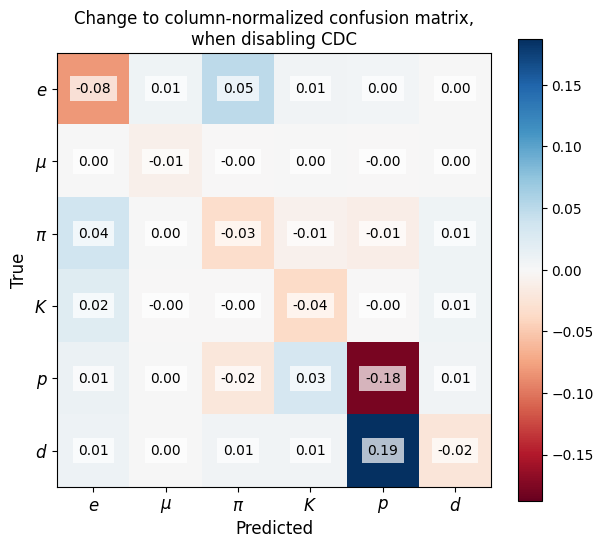 Change to column-normalized confusion matrix,
when disabling CDC
e -0.08 0.01 0.05 0.01 0.00 0.00
μ 0.00 -0.01 -0.00 0.00 -0.00 0.00
π 0.04 0.00 -0.03 -0.01 -0.01 0.01
K 0.02 -0.00 -0.00 -0.04 -0.00 0.01
p 0.01 0.00 -0.02 0.03 -0.18 0.01
d 0.01 0.00 0.01 0.01 0.19 -0.02
e μ π K p d
Predicted
True
0.15
0.10
0.05
0.00
−0.05
−0.10
−0.15